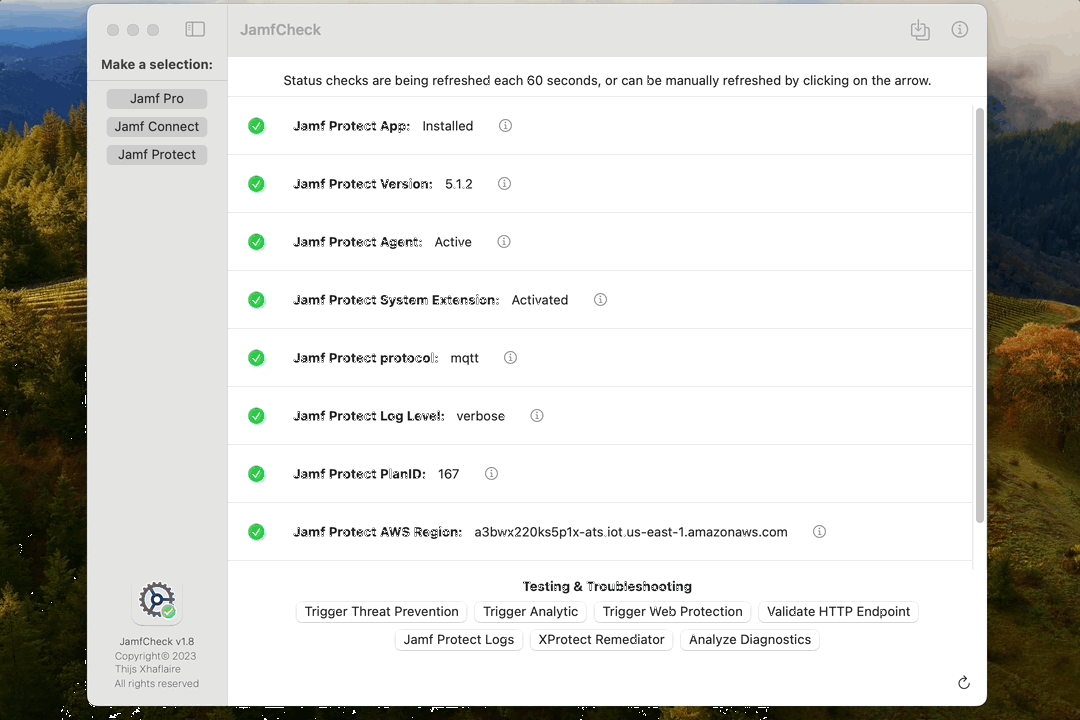 JamfCheck
Make a selection:
Jamf Pro
Jamf Connect
Jamf Protect
Status checks are being refreshed each 60 seconds, or can be manually refreshed by clicking on the arrow.
Jamf Protect App: Installed
Jamf Protect Version: 5.1.2
Jamf Protect Agent: Active
Jamf Protect System Extension: Activated
Jamf Protect protocol: mqtt
Jamf Protect Log Level: verbose
Jamf Protect PlanID: 167
Jamf Protect AWS Region: a3bwx220ks5p1x-ats.iot.us-east-1.amazonaws.com
Testing & Troubleshooting
Trigger Threat Prevention Trigger Analytic Trigger Web Protection Validate HTTP Endpoint
Jamf Protect Logs XProtect Remediator Analyze Diagnostics
JamfCheck v1.8
Copyright© 2023
Thijs Xhaflaire
All rights reserved